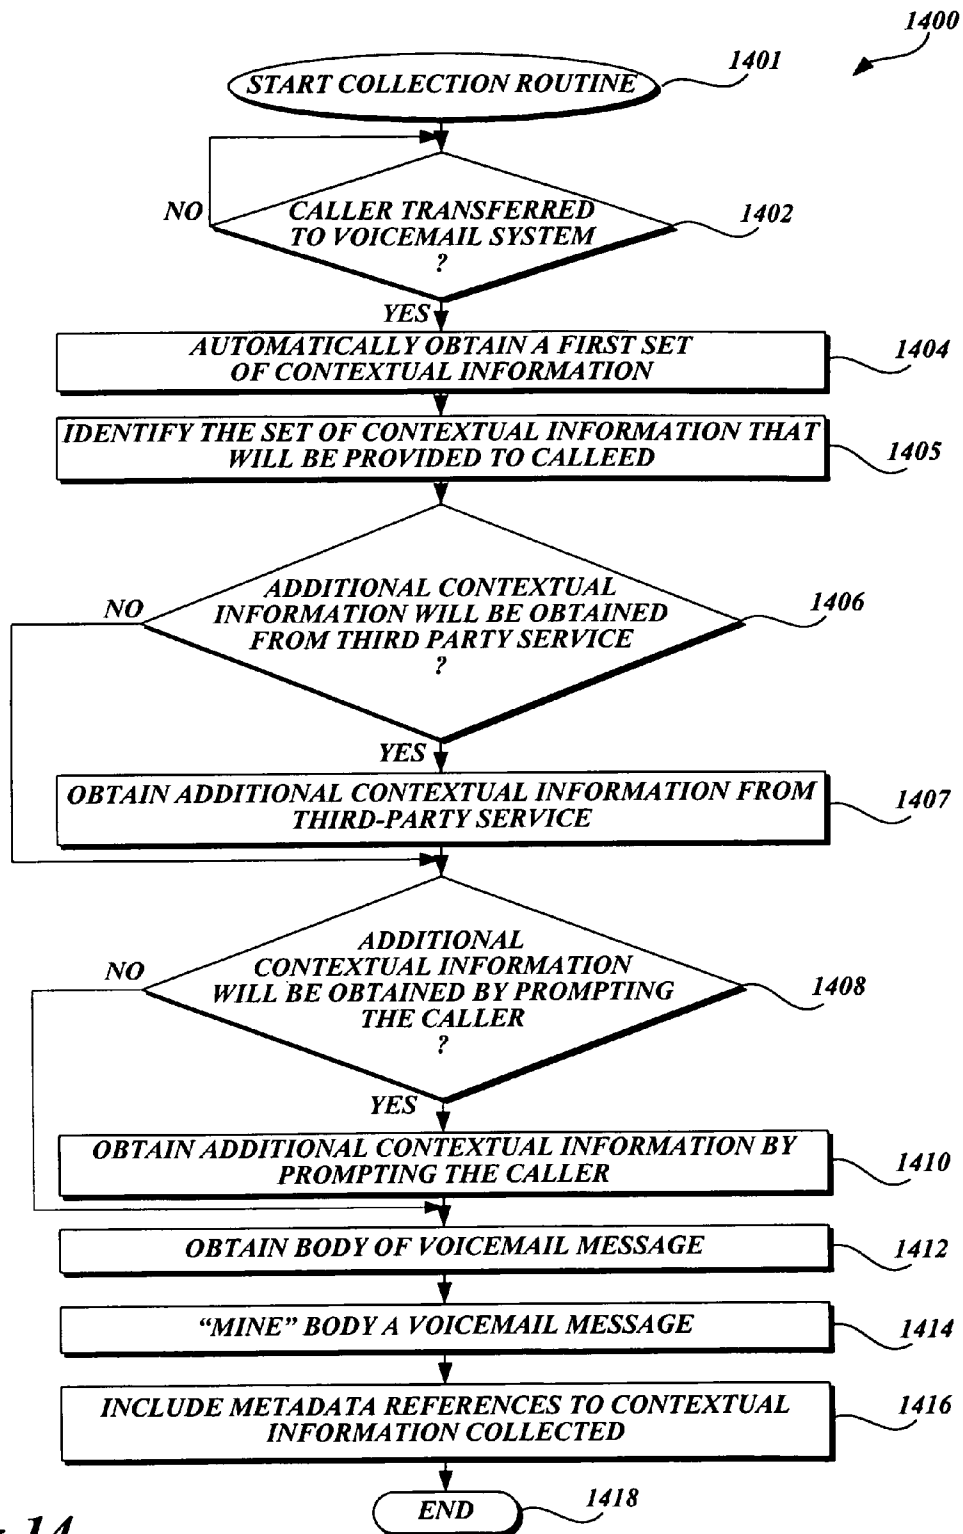 1400
START COLLECTION ROUTINE
1401
NO
CALLER TRANSFERRED
TO VOICEMAIL SYSTEM
?
1402
YES
AUTOMATICALLY OBTAIN A FIRST SET
OF CONTEXTUAL INFORMATION
1404
IDENTIFY THE SET OF CONTEXTUAL INFORMATION THAT
WILL BE PROVIDED TO CALLEED
1405
NO
ADDITIONAL CONTEXTUAL
INFORMATION WILL BE OBTAINED
FROM THIRD PARTY SERVICE
?
1406
YES
OBTAIN ADDITIONAL CONTEXTUAL INFORMATION FROM
THIRD-PARTY SERVICE
1407
NO
ADDITIONAL
CONTEXTUAL INFORMATION
WILL BE OBTAINED BY PROMPTING
THE CALLER
?
1408
YES
OBTAIN ADDITIONAL CONTEXTUAL INFORMATION BY
PROMPTING THE CALLER
1410
OBTAIN BODY OF VOICEMAIL MESSAGE
1412
“MINE” BODY A VOICEMAIL MESSAGE
1414
INCLUDE METADATA REFERENCES TO CONTEXTUAL
INFORMATION COLLECTED
1416
END
1418
14